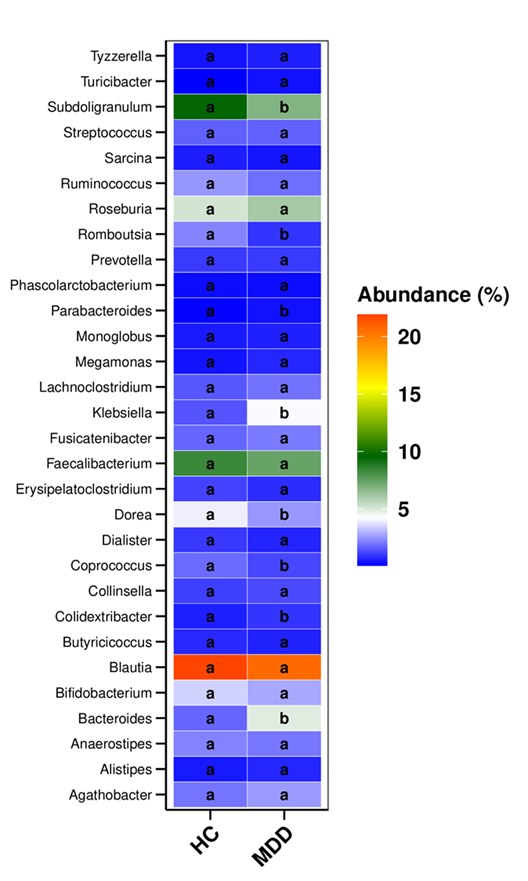 Tyzzerella a a
Turicibacter a a
Subdoligranulum a b
Streptococcus a a
Sarcina a a
Ruminococcus a a
Roseburia a a
Romboutsia a b
Prevotella a a
Phascolarctobacterium a a
Parabacteroides a b
Monoglobus a a
Megamonas a a
Lachnoclostridium a a
Klebsiella a b
Fusicatenibacter a a
Faecalibacterium a a
Erysipelatoclostridium a a
Dorea a b
Dialister a a
Coprococcus a b
Collinsella a a
Colidextribacter a b
Butyricicoccus a a
Blautia a a
Bifidobacterium a a
Bacteroides a b
Anaerostipes a a
Alistipes a a
Agathobacter a a
HC MDD
Abundance (%)
20
15
10
5